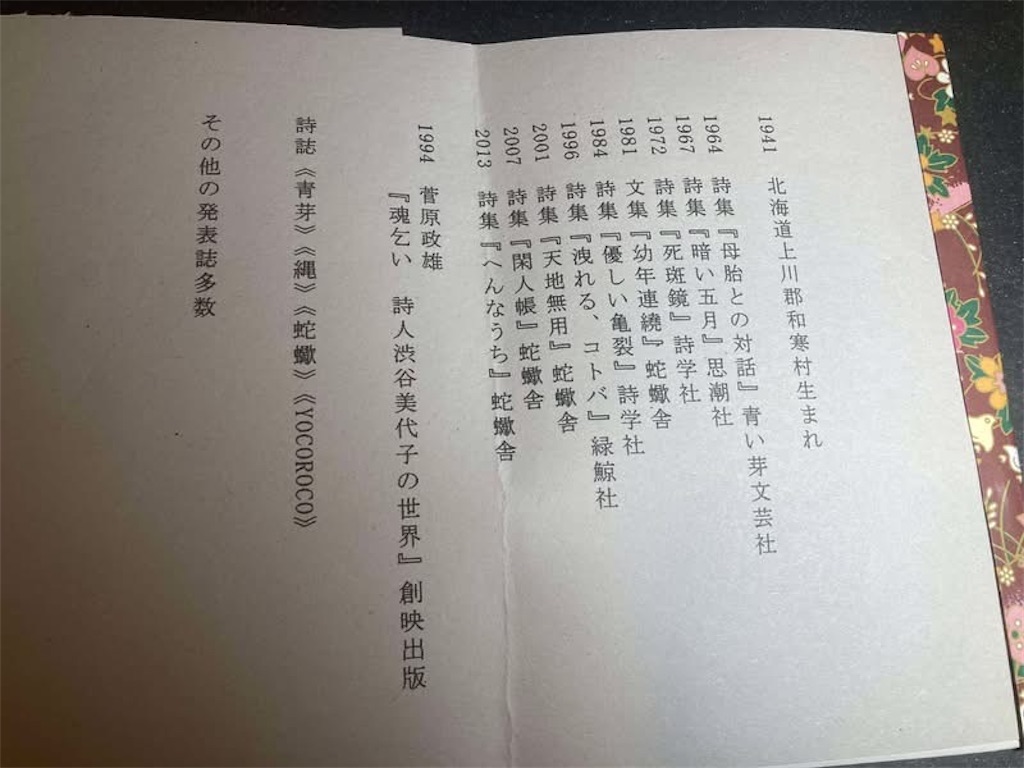 1941　北海道上川郡和寒村生まれ
1964　詩集『母胎との対話』青い芽文芸社
1967　詩集『暗い五月』思潮社
1972　詩集『死斑鏡』詩学社
1981　文集『幼年連繞』蛇蠍舎
1984　詩集『優しい亀裂』詩学社
1996　詩集『洩れる、コトバ』緑鯨社
2001　詩集『天地無用』蛇蠍舎
2007　詩集『閑人帳』蛇蠍舎
2013　詩集『へんなうち』蛇蠍舎
1994　菅原政雄
『魂乞い　詩人渋谷美代子の世界』創映出版
詩誌《青芽》《縄》《蛇蠍》《YOCOROCO》
その他の発表誌多数